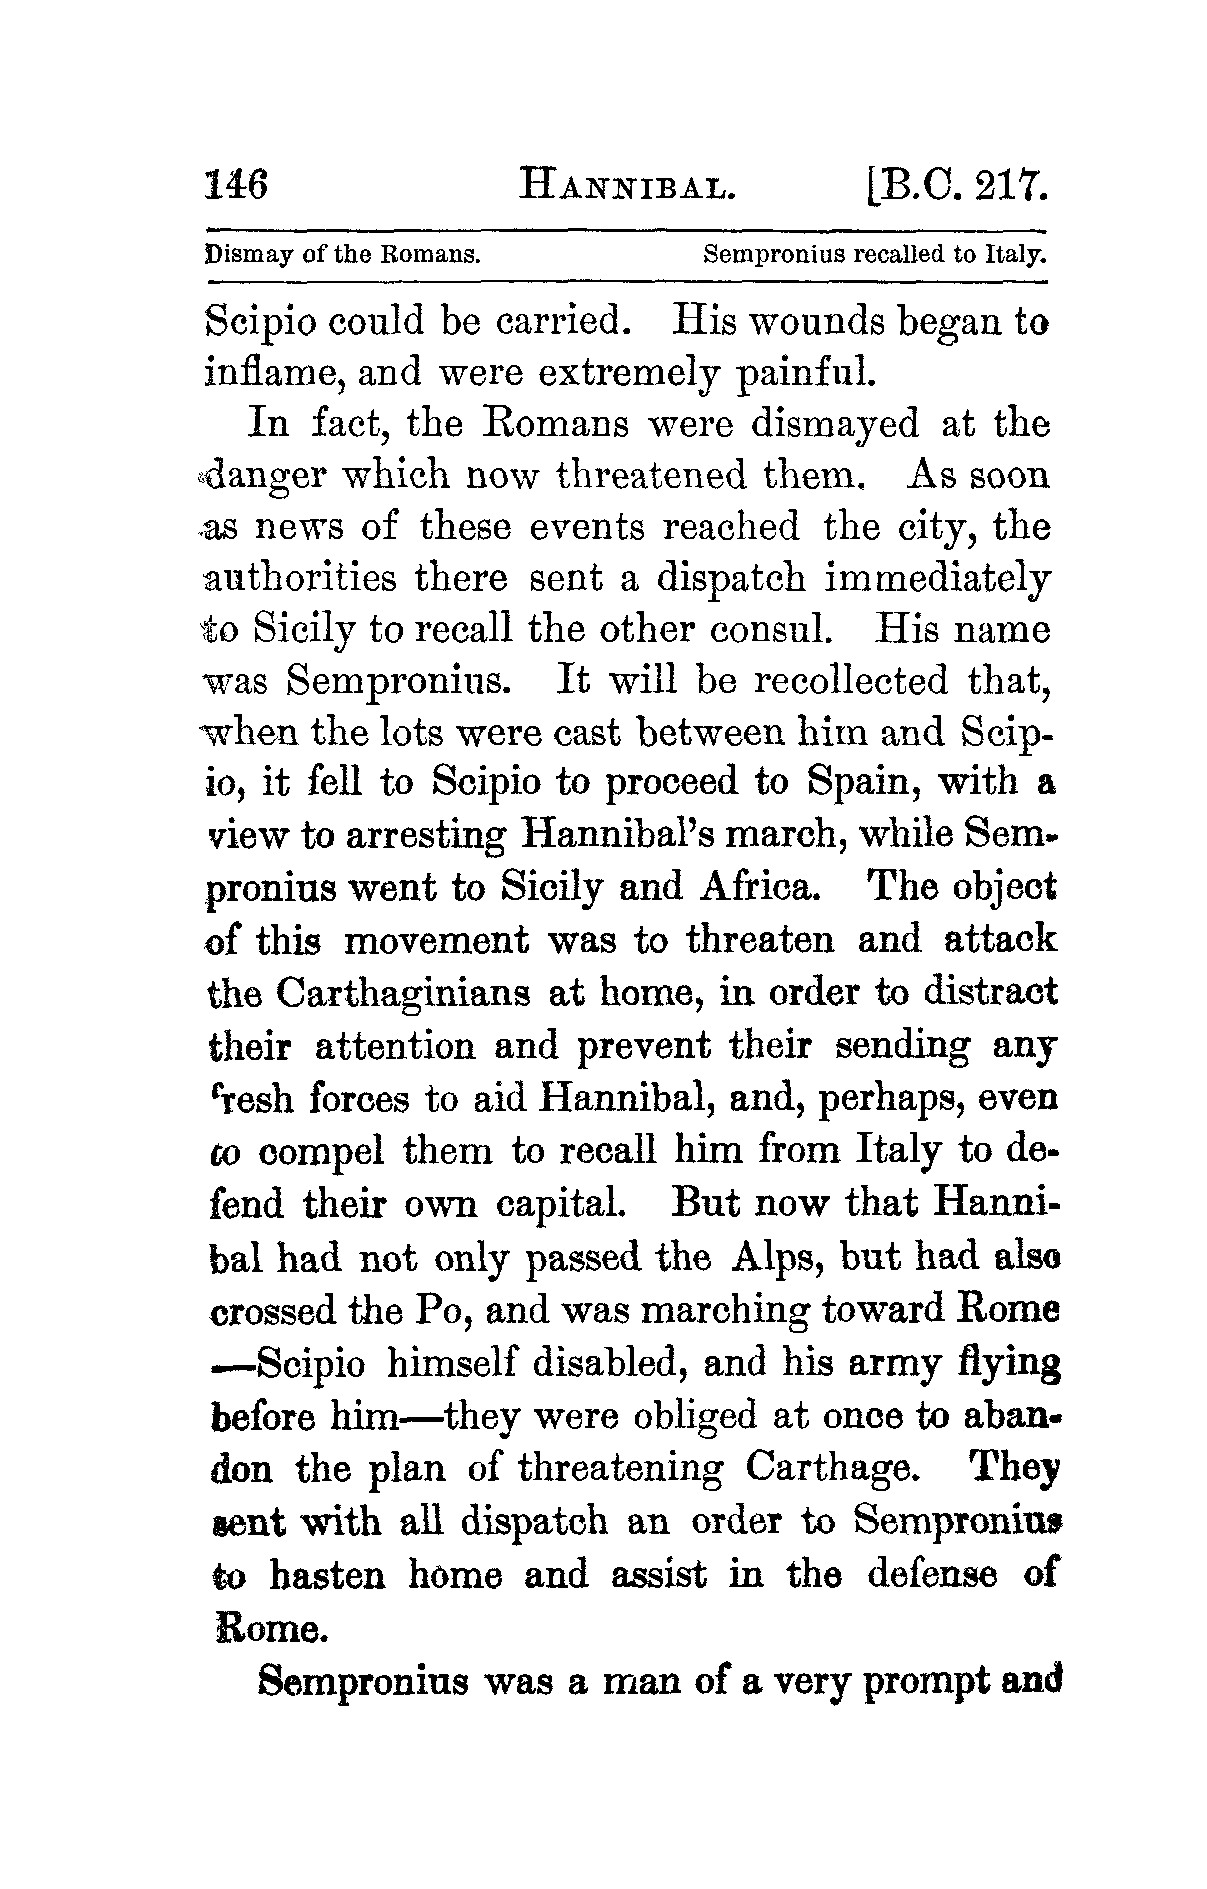 146 HANNIBAL. [B.C. 217.
Dismay of the Romans. Sempronius recalled to Italy.
Scipio could be carried. His wounds began to
inflame, and were extremely painful.
In fact, the Romans were dismayed at the
danger which now threatened them. As soon
as news of these events reached the city, the
authorities there sent a dispatch immediately
to Sicily to recall the other consul. His name
was Sempronius. It will be recollected that,
when the lots were cast between him and Scip-
io, it fell to Scipio to proceed to Spain, with a
view to arresting Hannibal's march, while Sem-
pronius went to Sicily and Africa. The object
of this movement was to threaten and attack
the Carthaginians at home, in order to distract
their attention and prevent their sending any
fresh forces to aid Hannibal, and, perhaps, even
to compel them to recall him from Italy to de-
fend their own capital. But now that Hanni-
bal had not only passed the Alps, but had also
crossed the Po, and was marching toward Rome
—Scipio himself disabled, and his army flying
before him—they were obliged at once to aban-
don the plan of threatening Carthage. They
sent with all dispatch an order to Sempronius
to hasten home and assist in the defense of
Rome.
Sempronius was a man of a very prompt and